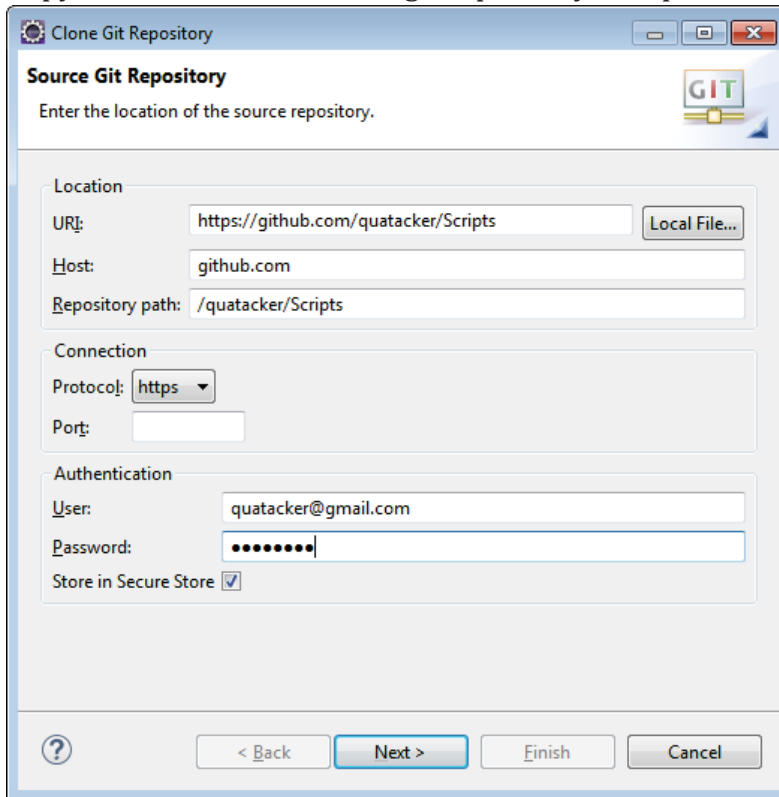 Clone Git Repository
Source Git Repository
Enter the location of the source repository.
GIT
Location
URI: https://github.com/quatacker/Scripts Local File...
Host: github.com
Repository path: /quatacker/Scripts
Connection
Protocol: https
Port:
Authentication
User: quatacker@gmail.com
Password: ●●●●●●●●
Store in Secure Store
? < Back Next > Finish Cancel